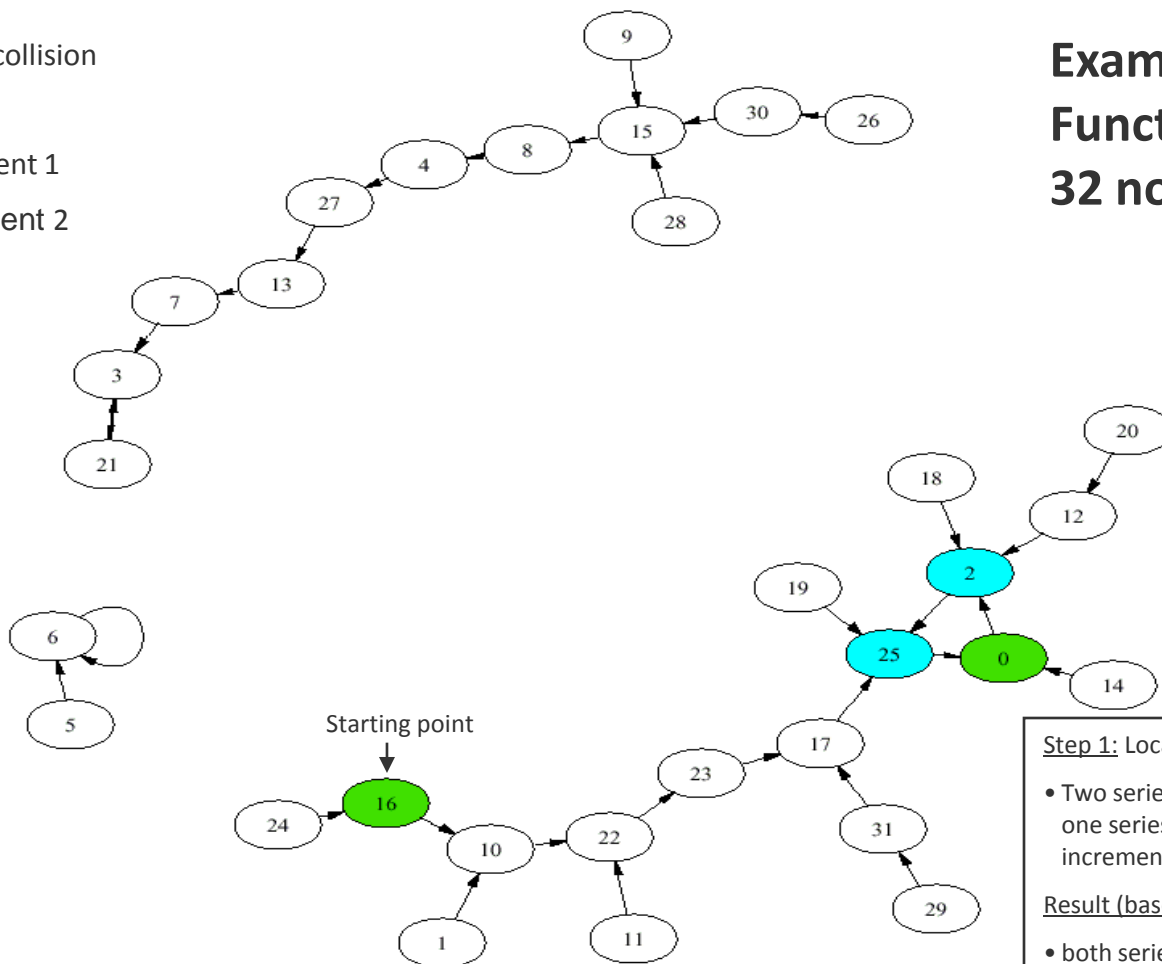 collision
ent 1
ent 2
Exam
Funct
32 no
9
15
30
26
8
4
28
27
13
7
3
21
20
18
12
2
19
6
25
0
14
5
Starting point
17
23
16
24
22
10
31
1
11
29
Step 1: Loc
• Two serie
one series
incremen
Result (bas
• both serie